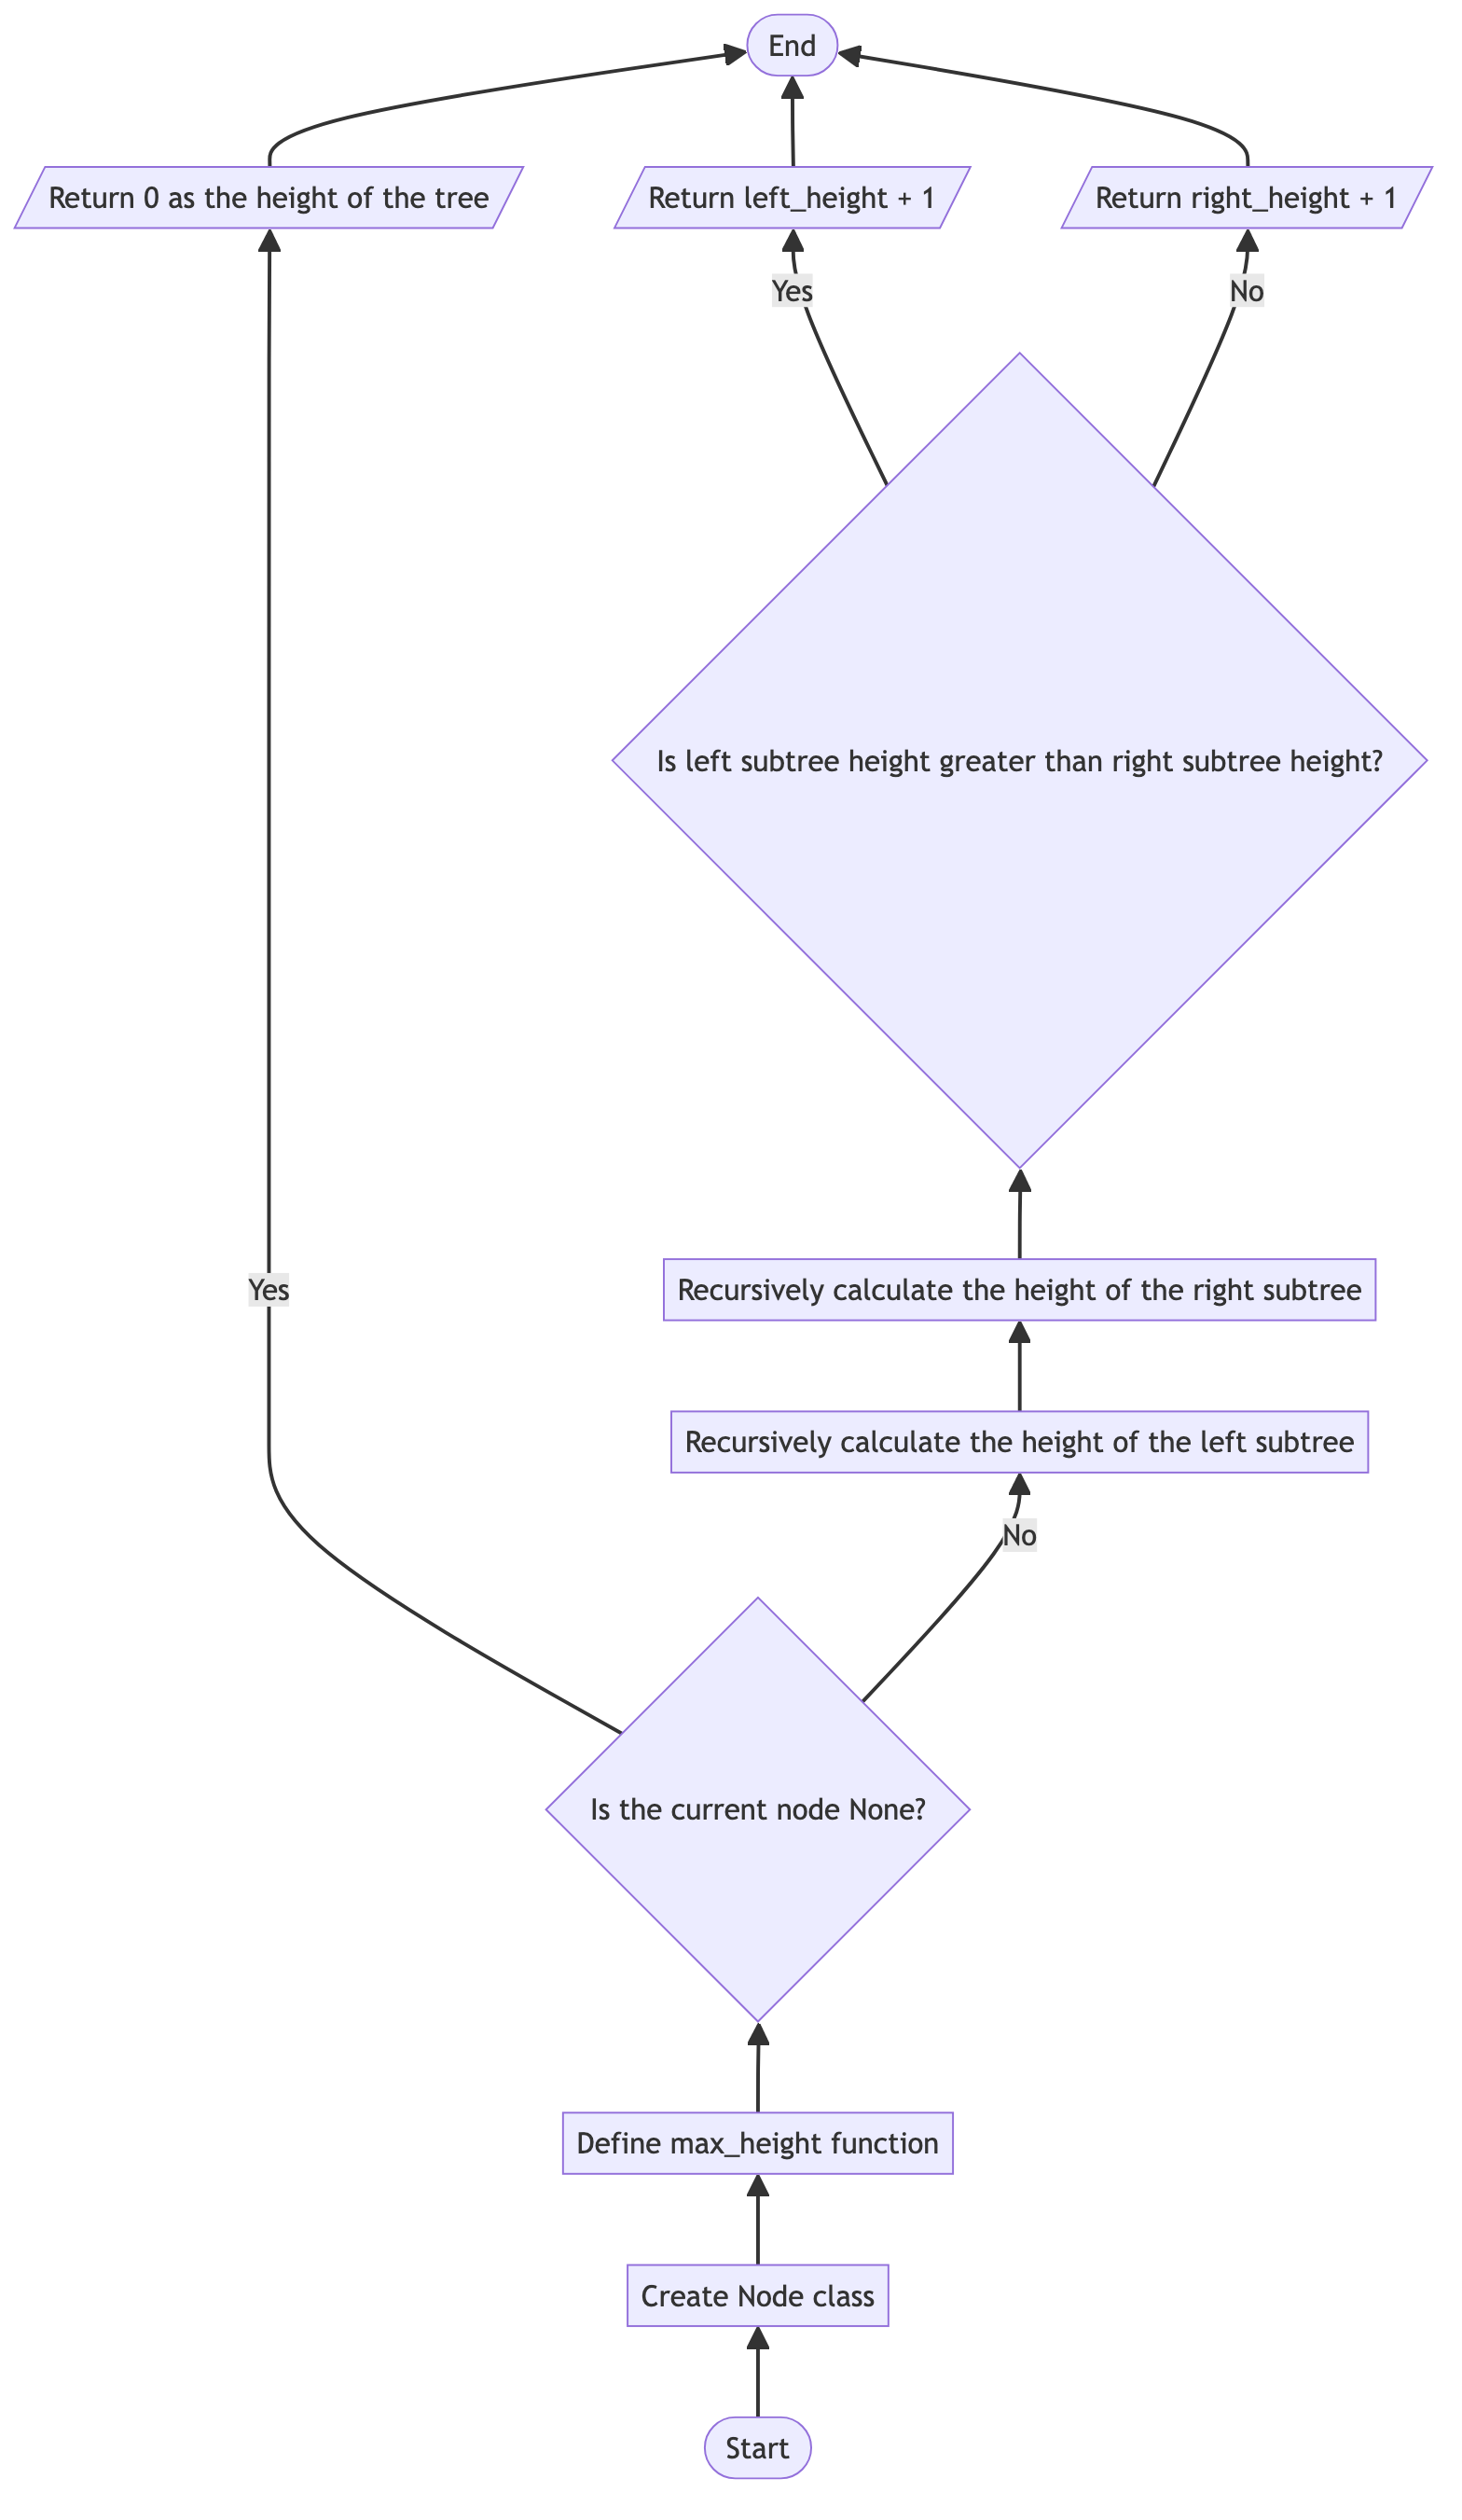 End
Return 0 as the height of the tree
Return left_height + 1
Return right_height + 1
Yes
No
Is left subtree height greater than right subtree height?
Yes
Recursively calculate the height of the right subtree
Recursively calculate the height of the left subtree
No
Is the current node None?
Define max_height function
Create Node class
Start